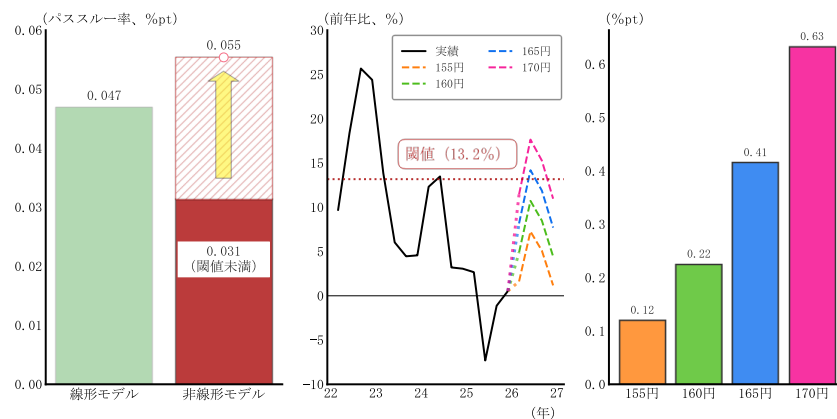 (パススルー率、%pt)
0.06
0.05
0.04
0.03
0.02
0.01
0.00
0.047
0.055
0.031
(閾値未満)
線形モデル
非線形モデル
(前年比、%)
30
25
20
15
10
5
0
−5
−10
実績
155円
160円
165円
170円
閾値 (13.2%)
22
23
24
25
26
27
(年)
(%pt)
0.6
0.5
0.4
0.3
0.2
0.1
0.0
0.12
0.22
0.41
0.63
155円
160円
165円
170円